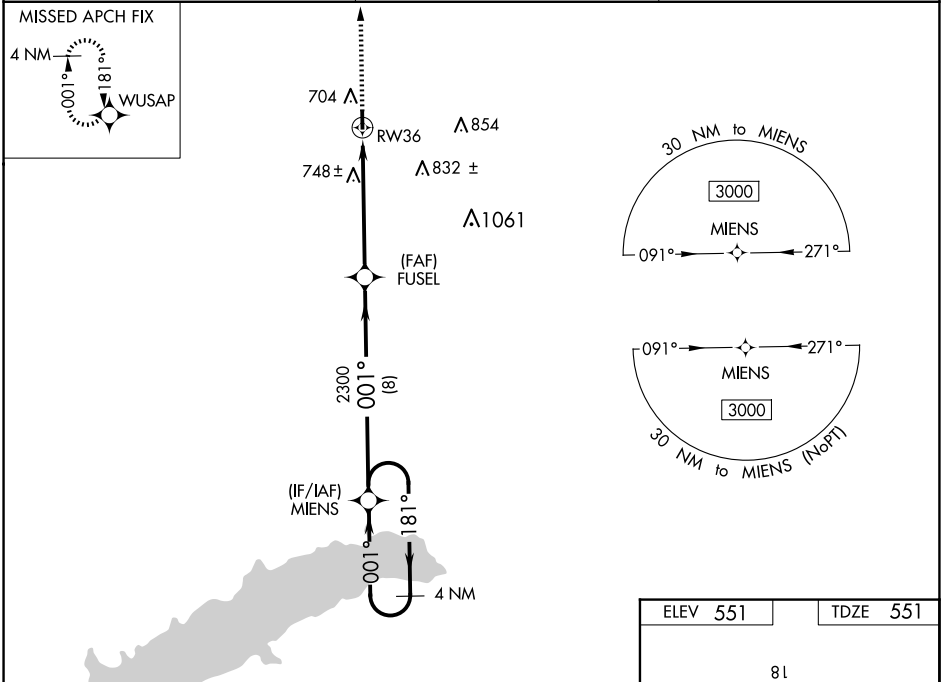 MISSED APCH FIX
4 NM
001°
181°
WUSAP
704
RW36
854
748 ±
832 ±
1061
(FAF)
FUSEL
2300
001°
(8)
(IF/IAF)
MIENS
181°
001°
4 NM
30 NM to MIENS
3000
MIENS
091°
271°
091°
271°
MIENS
3000
30 NM to MIENS (NoPT)
ELEV 551
TDZE 551
18